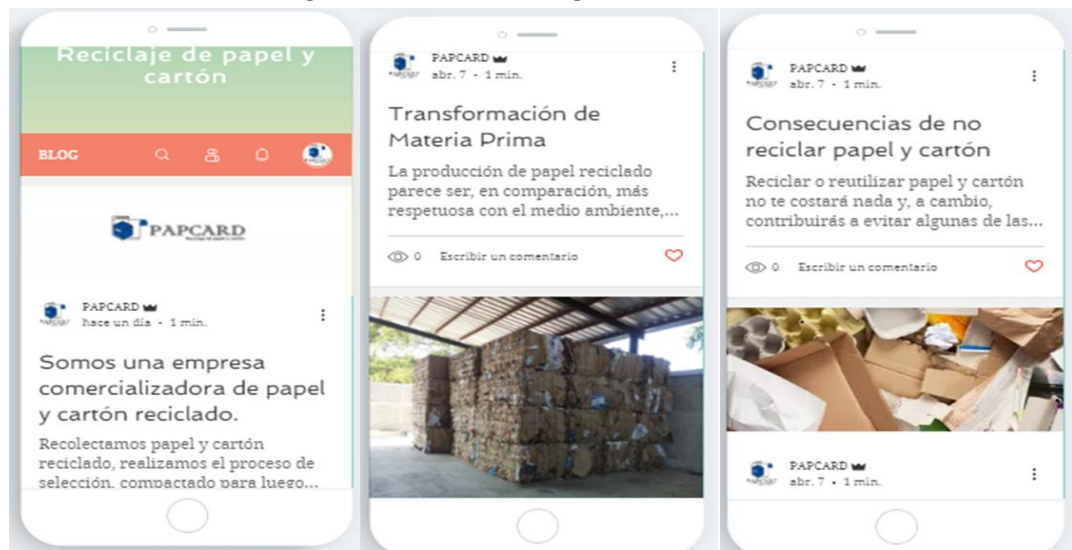 Reciclaje de papel y
cartón
BLOG
PAPCARD
PAPCARD
hace un día · 1 min.
Somos una empresa
comercializadora de papel
y cartón reciclado.
Recolectamos papel y cartón
reciclado, realizamos el proceso de
selección, compactado para luego...
PAPCARD
abr. 7 · 1 min.
Transformación de
Materia Prima
La producción de papel reciclado
parece ser, en comparación, más
respetuosa con el medio ambiente,...
0 Escribir un comentario
PAPCARD
abr. 7 · 1 min.
Consecuencias de no
reciclar papel y cartón
Reciclar o reutilizar papel y cartón
no te costará nada y, a cambio,
contribuirás a evitar algunas de las...
0 Escribir un comentario
PAPCARD
abr. 7 · 1 min.